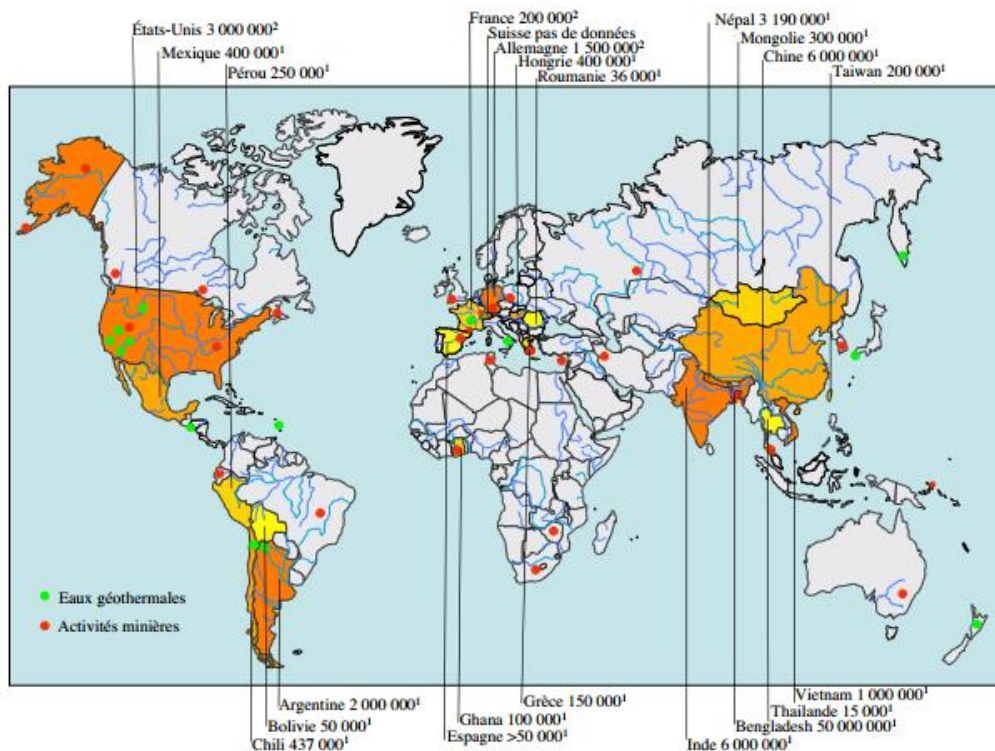 France 200 000²
Népal 3 190 000¹
États-Unis 3 000 000²
Suisse pas de données
Mongolie 300 000¹
Mexique 400 000¹
Allemagne 1 500 000²
Chine 6 000 000¹
Hongrie 400 000¹
Pérou 250 000¹
Roumanie 36 000¹
Taiwan 200 000¹
Eaux géothermales
Activités minières
Argentine 2 000 000¹
Bolivie 50 000¹
Chili 437 000¹
Grèce 150 000¹
Ghana 100 000¹
Espagne >50 000¹
Vietnam 1 000 000¹
Thailande 15 000¹
Bengladesh 50 000 000¹
Inde 6 000 000¹